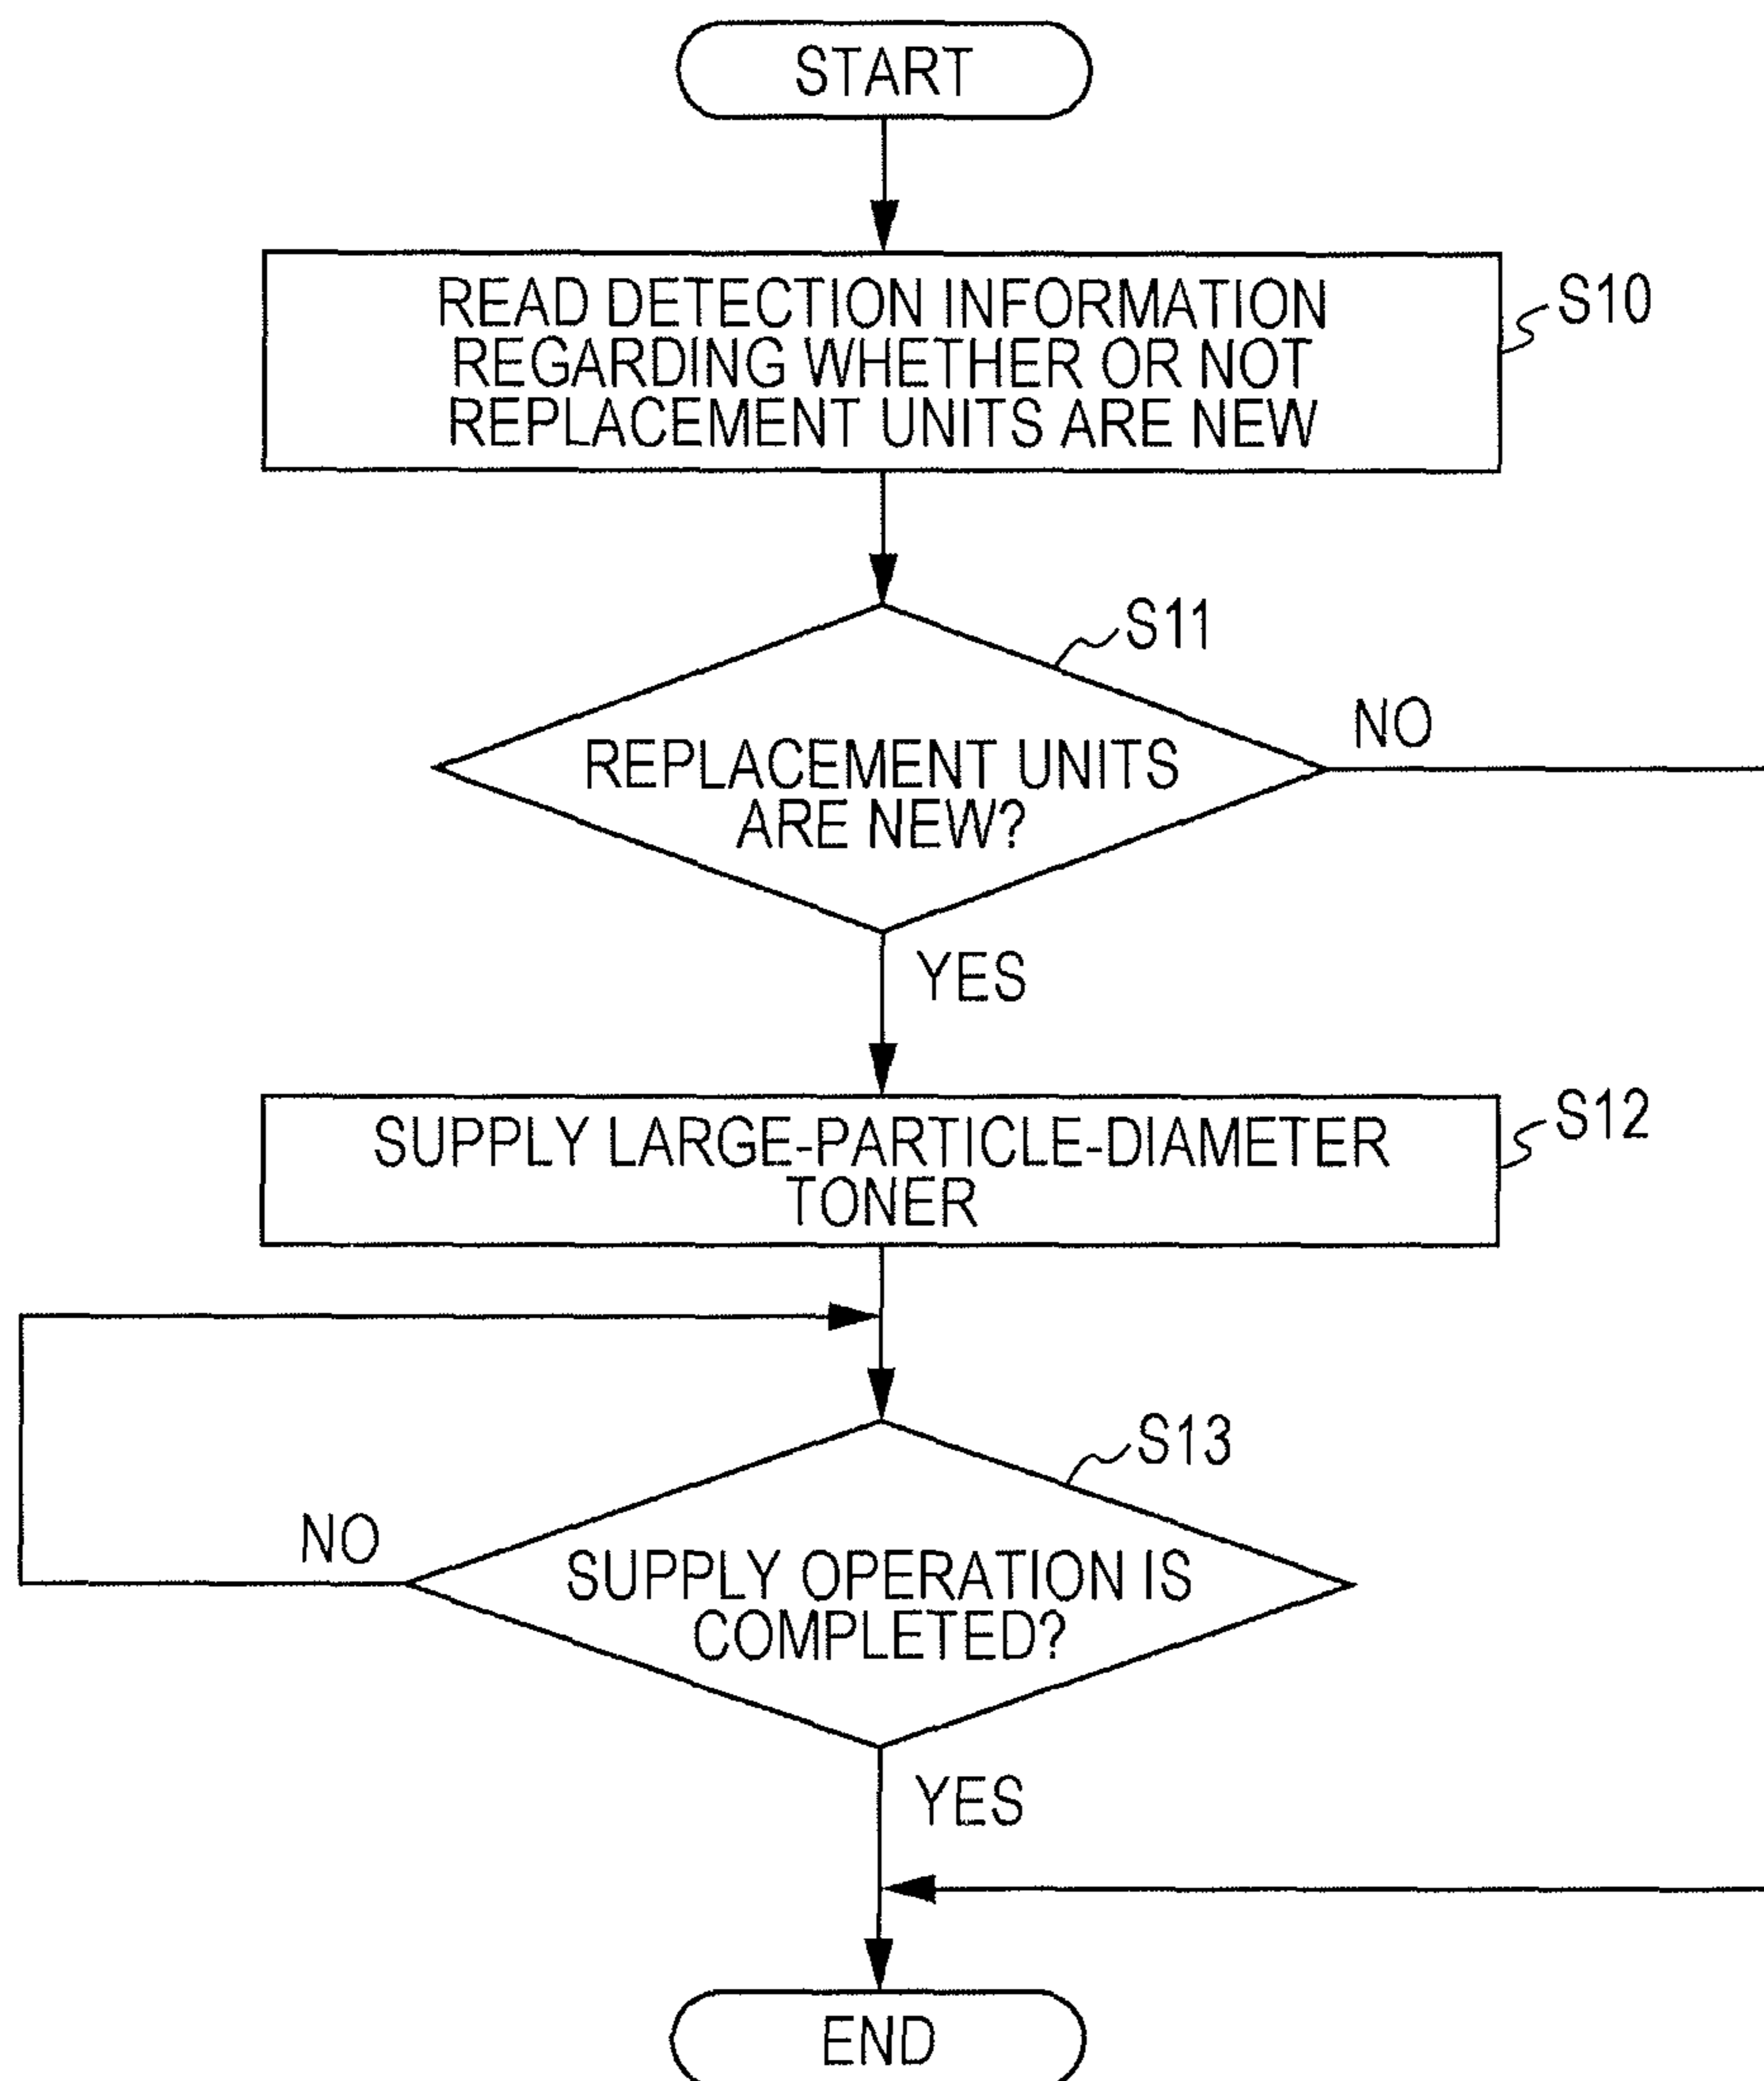 START
READ DETECTION INFORMATION
REGARDING WHETHER OR NOT
REPLACEMENT UNITS ARE NEW
S10
S11
REPLACEMENT UNITS
ARE NEW?
NO
YES
SUPPLY LARGE-PARTICLE-DIAMETER
TONER
S12
S13
SUPPLY OPERATION IS
COMPLETED?
NO
YES
END